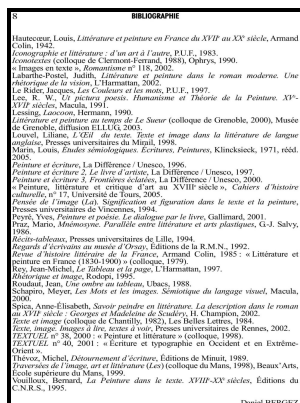 8 BIBLIOGRAPHIE
Hautecœur, Louis, Littérature et peinture en France du XVIIe au XXe siècle, Armand
Colin, 1942.
Iconographie et littérature : d'un art à l'autre, P.U.F., 1983.
Iconotextes (colloque de Clermont-Ferrand, 1988), Ophrys, 1990.
« Images en texte », Romantisme n° 118, 2002.
Labarthe-Postel, Judith, Littérature et peinture dans le roman moderne. Une
rhétorique de la vision, L'Harmattan, 2002.
Le Rider, Jacques, Les Couleurs et les mots, P.U.F., 1997.
Lee, R. W., Ut pictura poesis. Humanisme et Théorie de la Peinture. XVe-
XVIIe siècles, Macula, 1991.
Lessing, Laocoon, Hermann, 1990.
Littérature et peinture au temps de Le Sueur (colloque de Grenoble, 2000), Musée
de Grenoble, diffusion ELLUG, 2003.
Louvel, Liliane, L'Œil du texte. Texte et image dans la littérature de langue
anglaise, Presses universitaires du Mirail, 1998.
Marin, Louis, Études sémiologiques. Écritures, Peintures, Klincksieck, 1971, rééd.
2005.
Peinture et écriture, La Différence / Unesco, 1996.
Peinture et écriture 2, Le livre d'artiste, La Différence / Unesco, 1997.
Peinture et écriture 3, Frontières éclatées, La Différence / Unesco, 2000.
« Peinture, littérature et critique d'art au XVIIIe siècle », Cahiers d'histoire
culturelle, n° 17, Université de Tours, 2005.
Pensée de l'image (La). Signification et figuration dans le texte et la peinture,
Presses universitaires de Vincennes, 1994.
Peyré, Yves, Peinture et poésie. Le dialogue par le livre, Gallimard, 2001.
Praz, Mario, Mnémosyne. Parallèle entre littérature et arts plastiques, G.-J. Salvy,
1986.
Récits-tableaux, Presses universitaires de Lille, 1994.
Regards d'écrivains au musée d'Orsay, Éditions de la R.M.N., 1992.
Revue d'histoire littéraire de la France, Armand Colin, 1985 : « Littérature et
peinture en France (1830-1900) » (colloque, 1979).
Rey, Jean-Michel, Le Tableau et la page, L'Harmattan, 1997.
Rhétorique et image, Rodopi, 1995.
Roudaut, Jean, Une ombre au tableau, Ubacs, 1988.
Schapiro, Meyer, Les Mots et les images. Sémiotique du langage visuel, Macula,
2000.
Spica, Anne-Élisabeth, Savoir peindre en littérature. La description dans le roman
au XVIIe siècle : Georges et Madeleine de Scudéry, H. Champion, 2002.
Texte et image (colloque de Chantilly, 1982), Les Belles Lettres, 1984.
Texte, image. Images à lire, textes à voir, Presses universitaires de Rennes, 2002.
TEXTUEL n° 38, 2000 : « Peinture et littérature » (colloque, 1998).
TEXTUEL n° 40, 2001 : « Écriture et typographie en Occident et en Extrême-
Orient ».
Thévoz, Michel, Détournement d'écriture, Éditions de Minuit, 1989.
Traversées de l'image, art et littérature (Les) (colloque du Mans, 1998), Beaux'Arts,
École supérieure du Mans, 1999.
Vouilloux, Bernard, La Peinture dans le texte. XVIIIe-XXe siècles, Éditions du
C.N.R.S., 1995.
Daniel BERGEZ